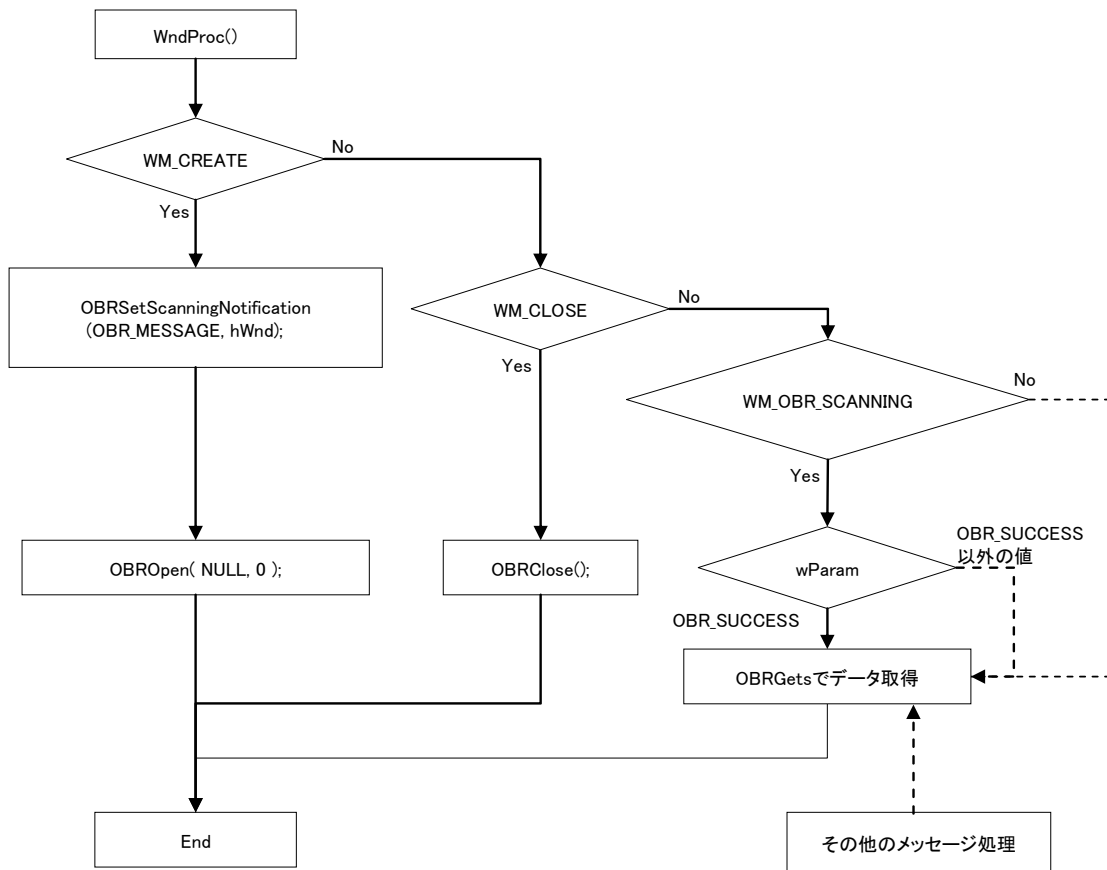 WndProc()
WM_CREATE
No
Yes
OBRSetScanningNotification
(OBR_MESSAGE, hWnd);
WM_CLOSE
No
Yes
WM_OBR_SCANNING
No
Yes
OBROpen( NULL, 0 );
OBRClose();
wParam
OBR_SUCCESS
以外の値
OBR_SUCCESS
OBRGetsでデータ取得
End
その他のメッセージ処理